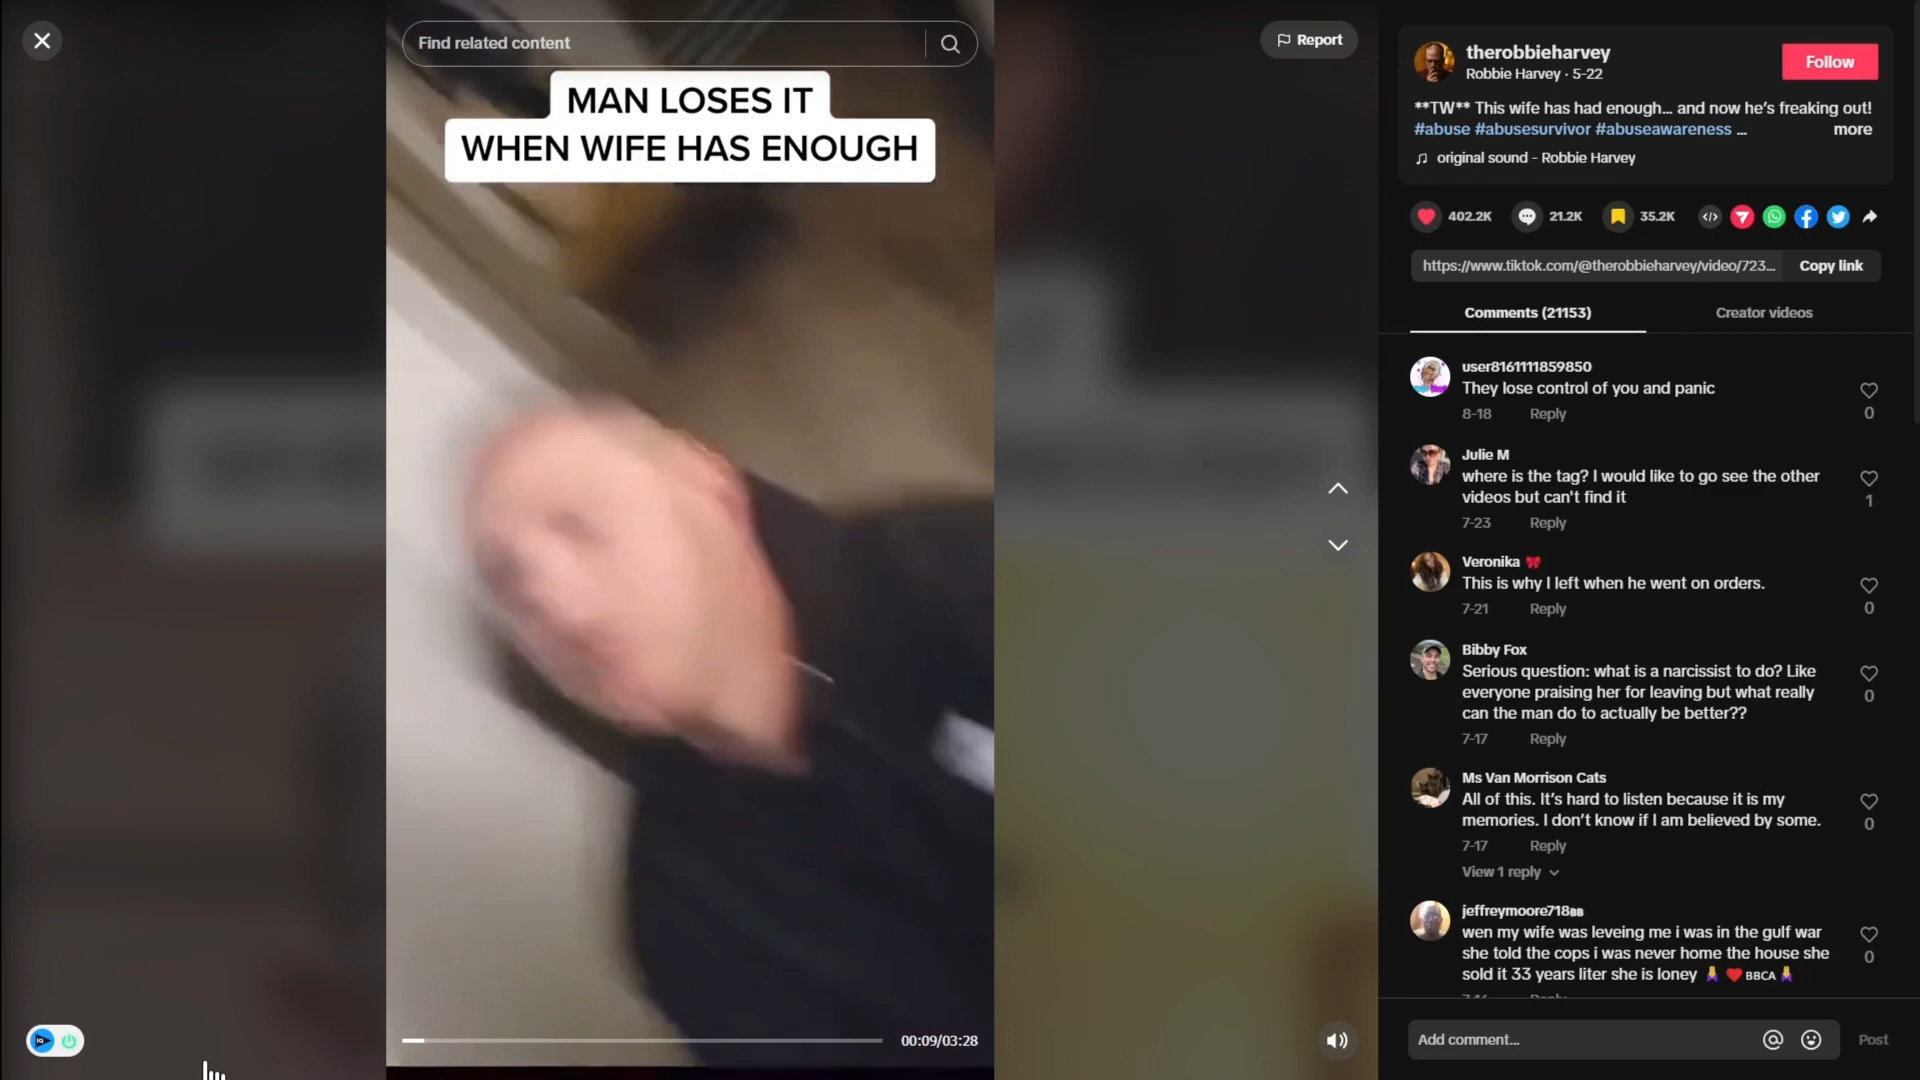 Find related content
Report
MAN LOSES IT
WHEN WIFE HAS ENOUGH
00:09/03:28
therobbieharvey
Robbie Harvey · 5-22
Follow
**TW** This wife has had enough... and now he's freaking out!
#abuse #abusesurvivor #abuseawareness ... more
♫ original sound - Robbie Harvey
402.2K 21.2K 35.2K
https://www.tiktok.com/@therobbieharvey/video/723... Copy link
Comments (21153) Creator videos
user8161111859850
They lose control of you and panic
8-18 Reply 0
Julie M
where is the tag? I would like to go see the other
videos but can't find it
1
7-23 Reply
Veronika 🎀
This is why I left when he went on orders.
7-21 Reply 0
Bibby Fox
Serious question: what is a narcissist to do? Like
everyone praising her for leaving but what really
0
can the man do to actually be better??
7-17 Reply
Ms Van Morrison Cats
All of this. It's hard to listen because it is my
memories. I don't know if I am believed by some.
0
7-17 Reply
View 1 reply
jeffreymoore718BB
wen my wife was leveing me i was in the gulf war
she told the cops i was never home the house she
0
sold it 33 years liter she is loney ❤️ BBCA
Add comment... Post